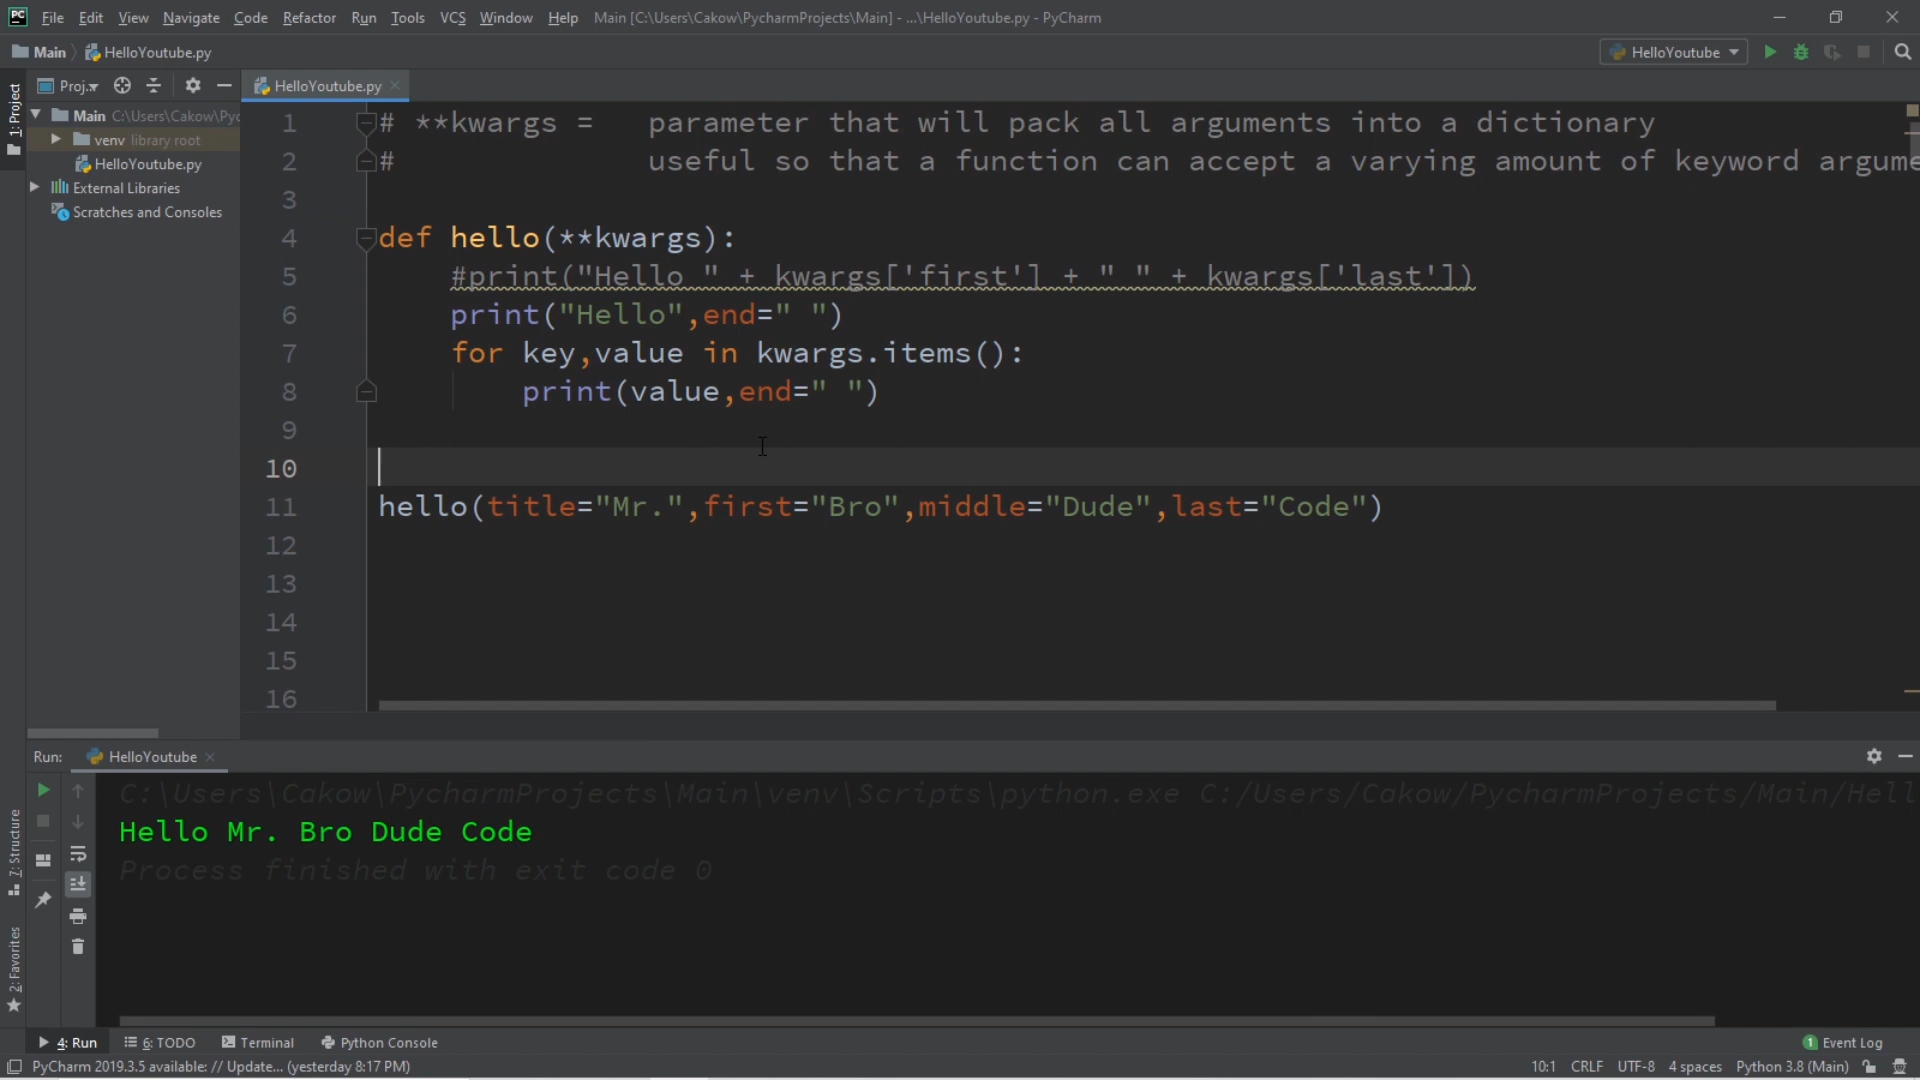 File Edit View Navigate Code Refactor Run Tools VCS Window Help Main [C:\Users\Cakow\PycharmProjects\Main] - ...\HelloYoutube.py - PyCharm
Main HelloYoutube.py HelloYoutube
1: Project
Proj... HelloYoutube.py
Main C:\Users\Cakow\Pyc
venv library root
HelloYoutube.py
External Libraries
Scratches and Consoles
1 # **kwargs = parameter that will pack all arguments into a dictionary
2 # useful so that a function can accept a varying amount of keyword argume
3
4 def hello(**kwargs):
5 #print("Hello " + kwargs['first'] + " " + kwargs['last'])
6 print("Hello",end=" ")
7 for key,value in kwargs.items():
8 print(value,end=" ")
9
10
11 hello(title="Mr.",first="Bro",middle="Dude",last="Code")
12
13
14
15
16
Run: HelloYoutube
C:\Users\Cakow\PycharmProjects\Main\venv\Scripts\python.exe C:/Users/Cakow/PycharmProjects/Main/Hell
Hello Mr. Bro Dude Code
Process finished with exit code 0
7: Structure
2: Favorites
4: Run 6: TODO Terminal Python Console 1 Event Log
PyCharm 2019.3.5 available: // Update... (yesterday 8:17 PM) 10:1 CRLF UTF-8 4 spaces Python 3.8 (Main)